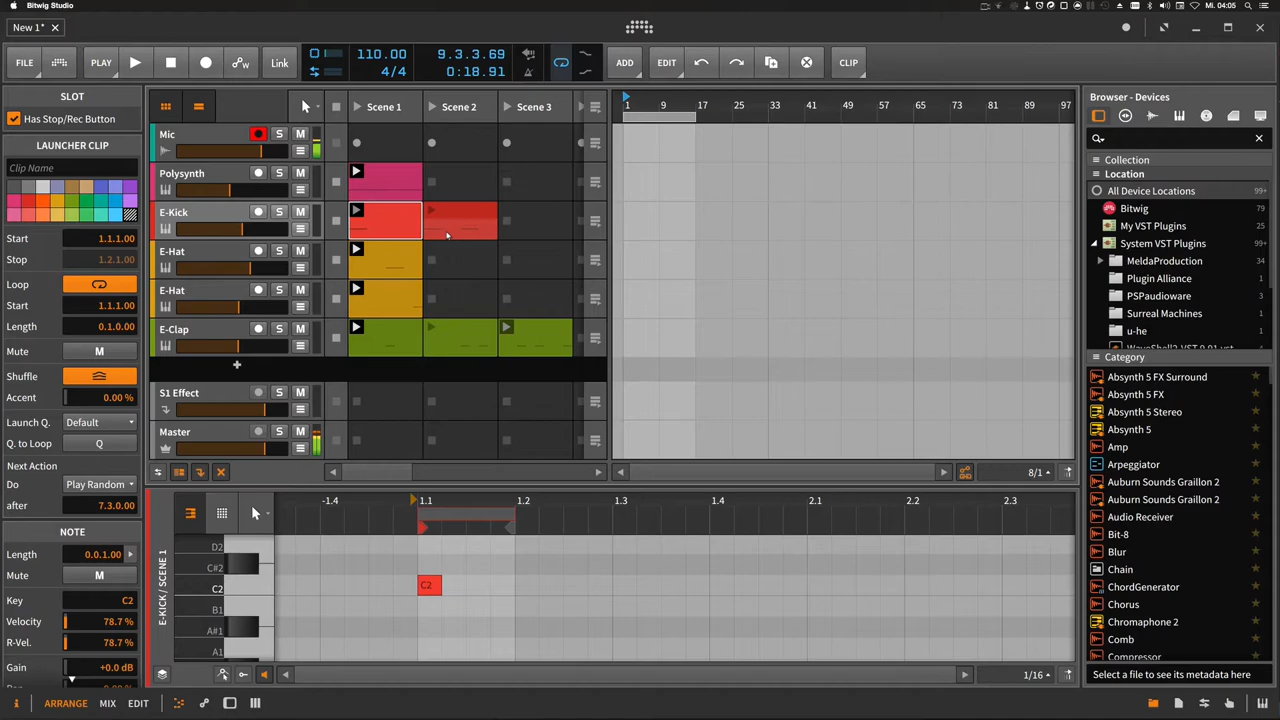 Bitwig Studio
Mi. 04:05
New 1*
FILE
PLAY
Link
110.00
4/4
9.3.3.69
0:18.91
ADD
EDIT
CLIP
SLOT
Has Stop/Rec Button
LAUNCHER CLIP
Clip Name
Start 1.1.1.00
Stop 1.2.1.00
Loop
Start 1.1.1.00
Length 0.1.0.00
Mute M
Shuffle
Accent 0.00 %
Launch Q. Default
Q. to Loop Q
Next Action
Do Play Random
after 7.3.0.00
NOTE
Length 0.0.1.00
Mute M
Key C2
Velocity 78.7 %
R-Vel. 78.7 %
Gain +0.0 dB
Scene 1 Scene 2 Scene 3
Mic S M
Polysynth S M
E-Kick S M
E-Hat S M
E-Hat S M
E-Clap S M
S1 Effect S M
Master S M
1 9 17 25 33 41 49 57 65 73 81 89 97
8/1
E-KICK / SCENE 1
-1.4 1.1 1.2 1.3 1.4 2.1 2.2 2.3
D2
C#2
C2 C2
B1
A#1
A1
1/16
Browser - Devices
Collection
Location
All Device Locations 99+
Bitwig 79
My VST Plugins 25
System VST Plugins 99+
MeldaProduction
Plugin Alliance
PSPaudioware 3
Surreal Machines
u-he
Category
Absynth 5 FX Surround
Absynth 5 FX
Absynth 5 Stereo
Absynth 5
Amp
Arpeggiator
Auburn Sounds Graillon 2
Auburn Sounds Graillon 2
Audio Receiver
Bit-8
Blur
Chain
ChordGenerator
Chorus
Chromaphone 2
Comb
Compressor
Select a file to see its metadata here
ARRANGE MIX EDIT